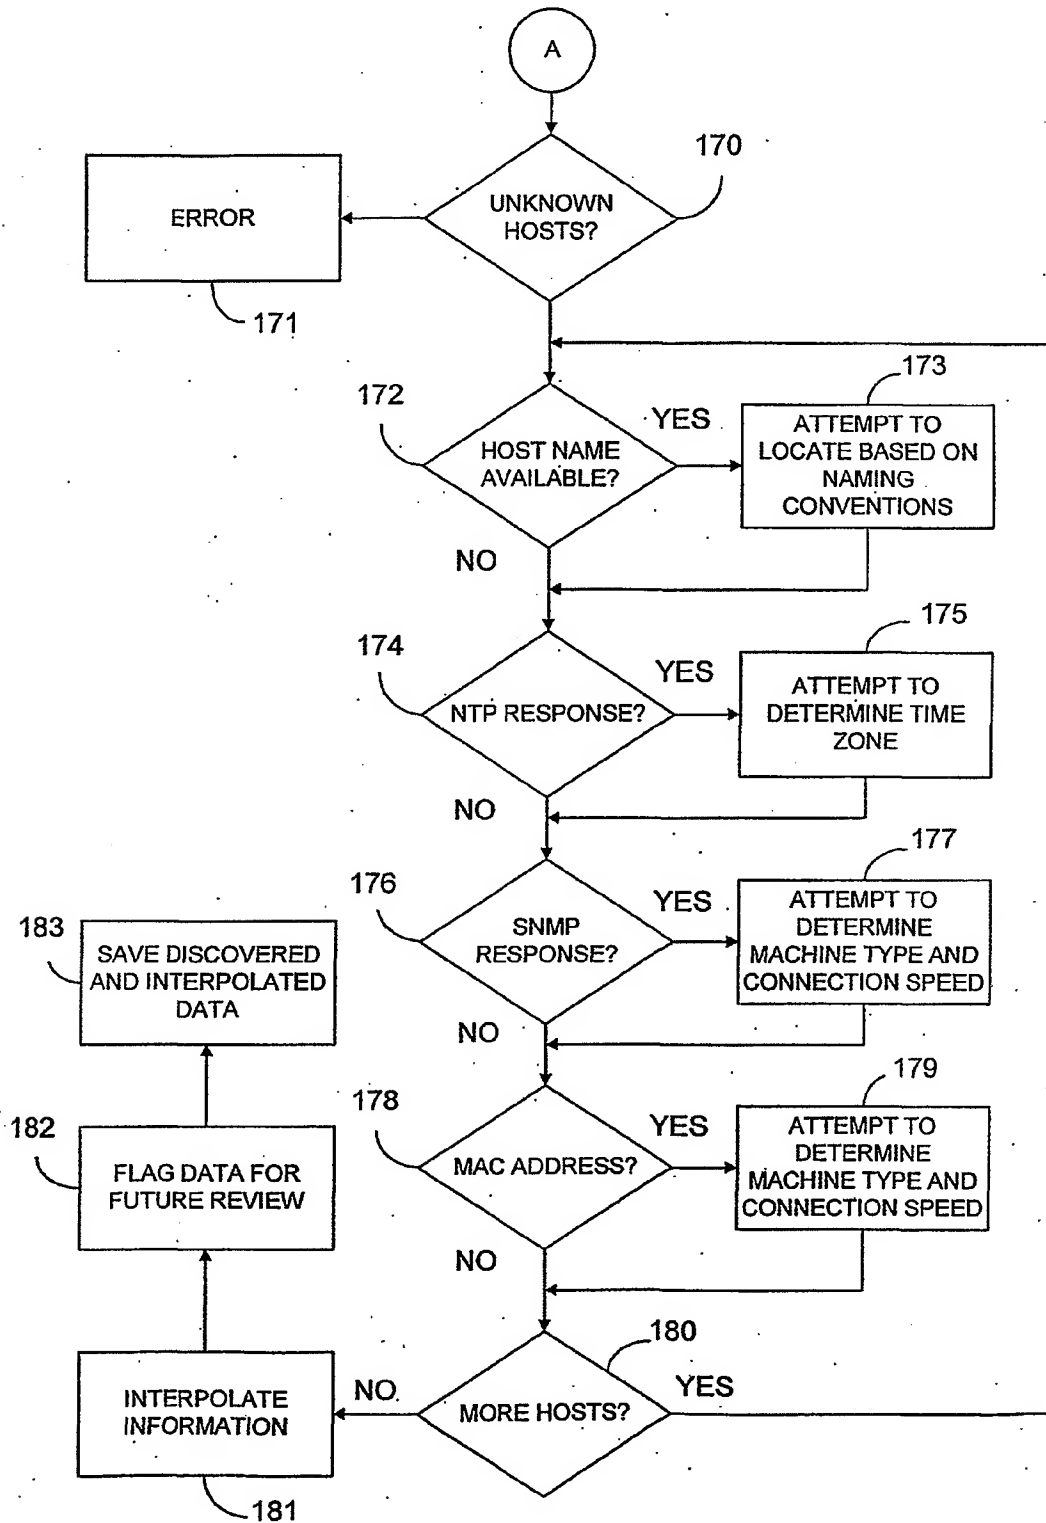 A
170
UNKNOWN
HOSTS?
ERROR
171
172
HOST NAME
AVAILABLE?
YES
173
ATTEMPT TO
LOCATE BASED ON
NAMING
CONVENTIONS
NO
174
NTP RESPONSE?
YES
175
ATTEMPT TO
DETERMINE TIME
ZONE
NO
176
SNMP
RESPONSE?
YES
177
ATTEMPT TO
DETERMINE
MACHINE TYPE AND
CONNECTION SPEED
NO
178
MAC ADDRESS?
YES
179
ATTEMPT TO
DETERMINE
MACHINE TYPE AND
CONNECTION SPEED
NO
180
MORE HOSTS?
YES
NO
INTERPOLATE
INFORMATION
181
182
FLAG DATA FOR
FUTURE REVIEW
183
SAVE DISCOVERED
AND INTERPOLATED
DATA